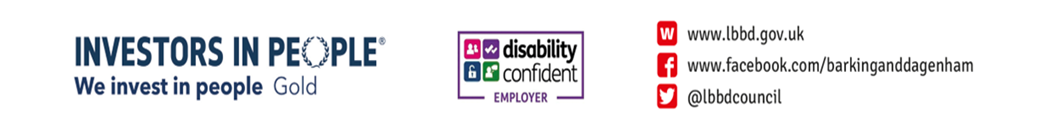 INVESTORS IN PEOPLE®
We invest in people Gold
disability
confident
EMPLOYER
W www.lbbd.gov.uk
f www.facebook.com/barkinganddagenham
@lbbdcouncil